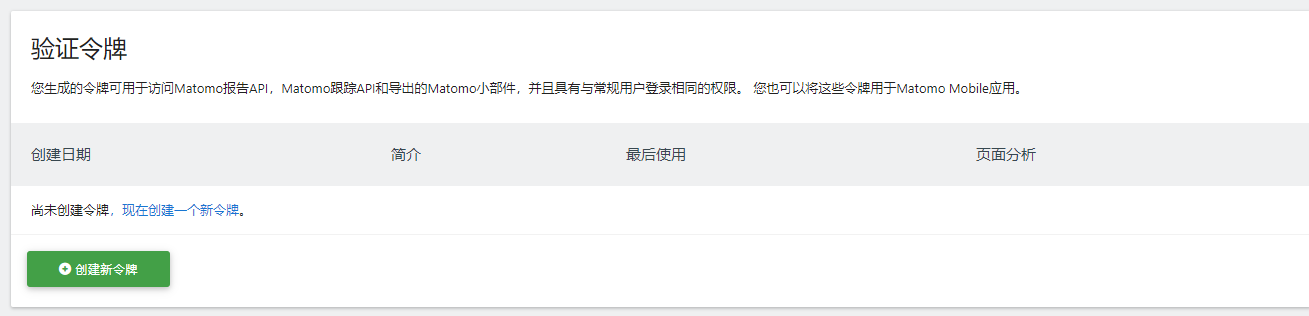 验证令牌
您生成的令牌可用于访问Matomo报告API，Matomo跟踪API和导出的Matomo小部件，并且具有与常规用户登录相同的权限。 您也可以将这些令牌用于Matomo Mobile应用。
创建日期 简介 最后使用 页面分析
尚未创建令牌，现在创建一个新令牌。
创建新令牌